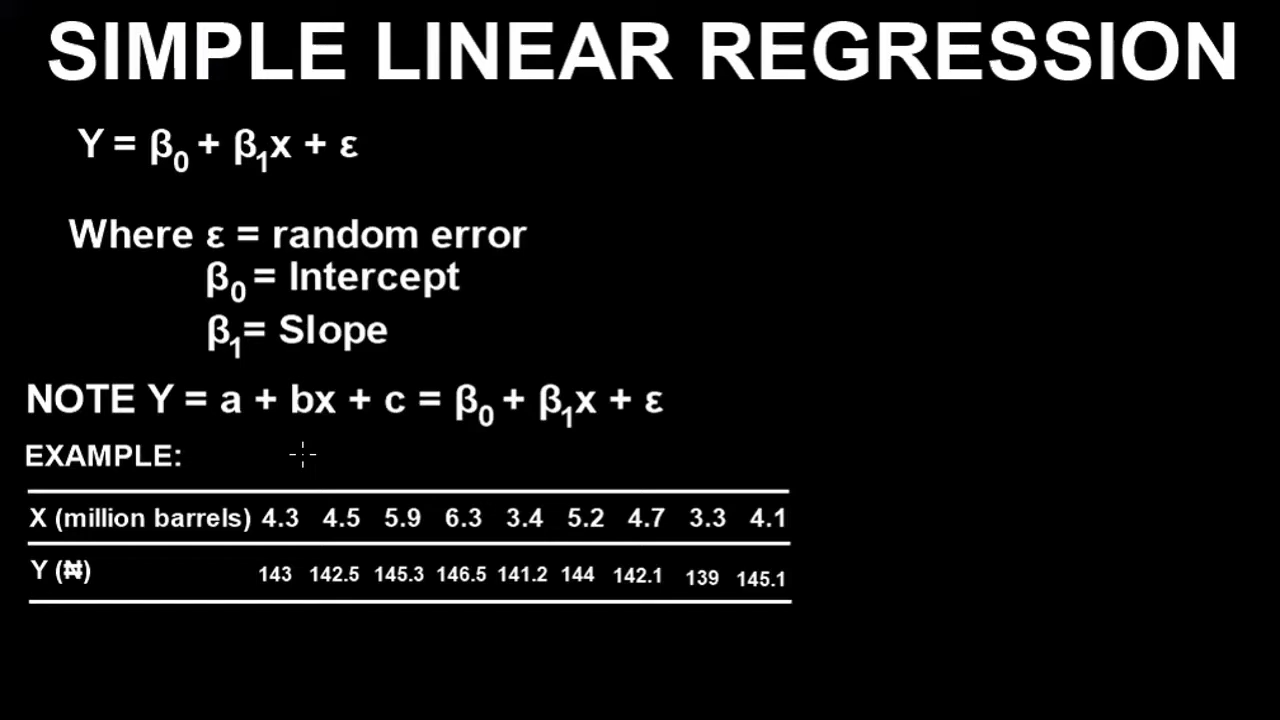 SIMPLE LINEAR REGRESSION
Y = β₀ + β₁x + ε
Where ε = random error
β₀ = Intercept
β₁= Slope
NOTE Y = a + bx + c = β₀ + β₁x + ε
EXAMPLE:
X (million barrels) 4.3 4.5 5.9 6.3 3.4 5.2 4.7 3.3 4.1
Y (₦) 143 142.5 145.3 146.5 141.2 144 142.1 139 145.1